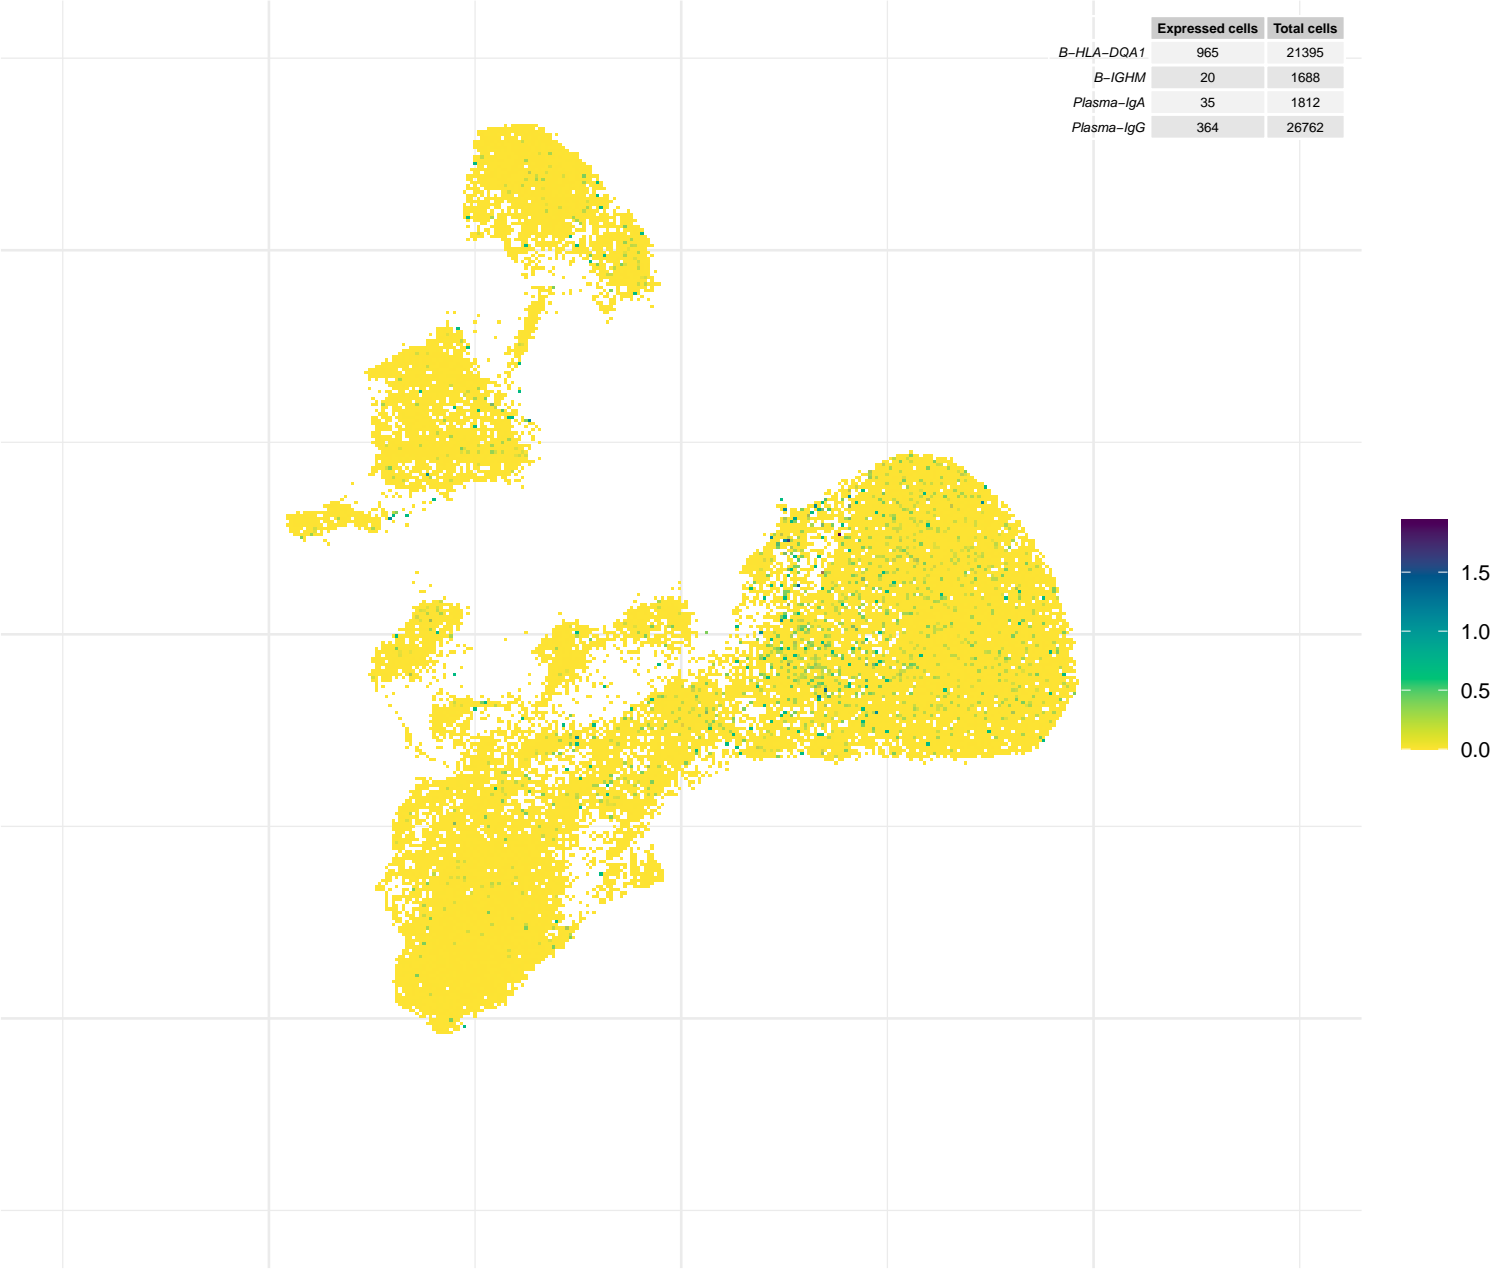 Expressed cells Total cells
B−HLA−DQA1 965 21395
B−IGHM 20 1688
Plasma−IgA 35 1812
Plasma−IgG 364 26762
1.5
1.0
0.5
0.0